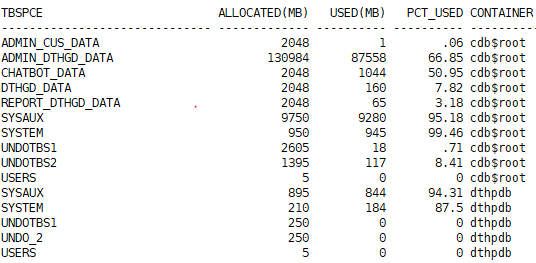 TBSPCE ALLOCATED(MB) USED(MB) PCT_USED CONTAINER
------------------------------ ------------- ---------- ---------- ---------
ADMIN_CUS_DATA 2048 1 .06 cdb$root
ADMIN_DTHGD_DATA 130984 87558 66.85 cdb$root
CHATBOT_DATA 2048 1044 50.95 cdb$root
DTHGD_DATA 2048 160 7.82 cdb$root
REPORT_DTHGD_DATA 2048 65 3.18 cdb$root
SYSAUX 9750 9280 95.18 cdb$root
SYSTEM 950 945 99.46 cdb$root
UNDOTBS1 2605 18 .71 cdb$root
UNDOTBS2 1395 117 8.41 cdb$root
USERS 5 0 0 cdb$root
SYSAUX 895 844 94.31 dthpdb
SYSTEM 210 184 87.5 dthpdb
UNDOTBS1 250 0 0 dthpdb
UNDO_2 250 0 0 dthpdb
USERS 5 0 0 dthpdb